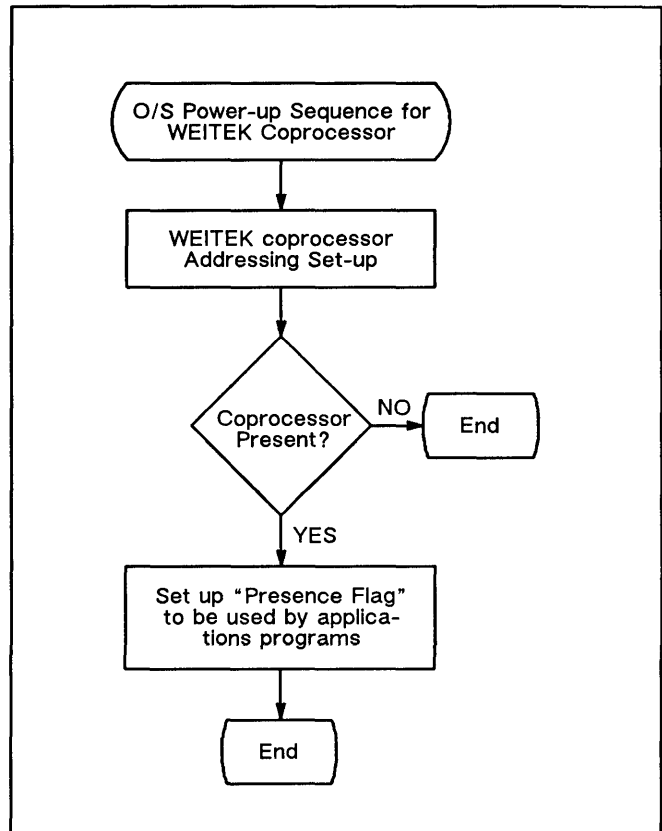 O/S Power-up Sequence for
WEITEK Coprocessor
WEITEK coprocessor
Addressing Set-up
Coprocessor
Present?
NO
End
YES
Set up "Presence Flag"
to be used by applica-
tions programs
End